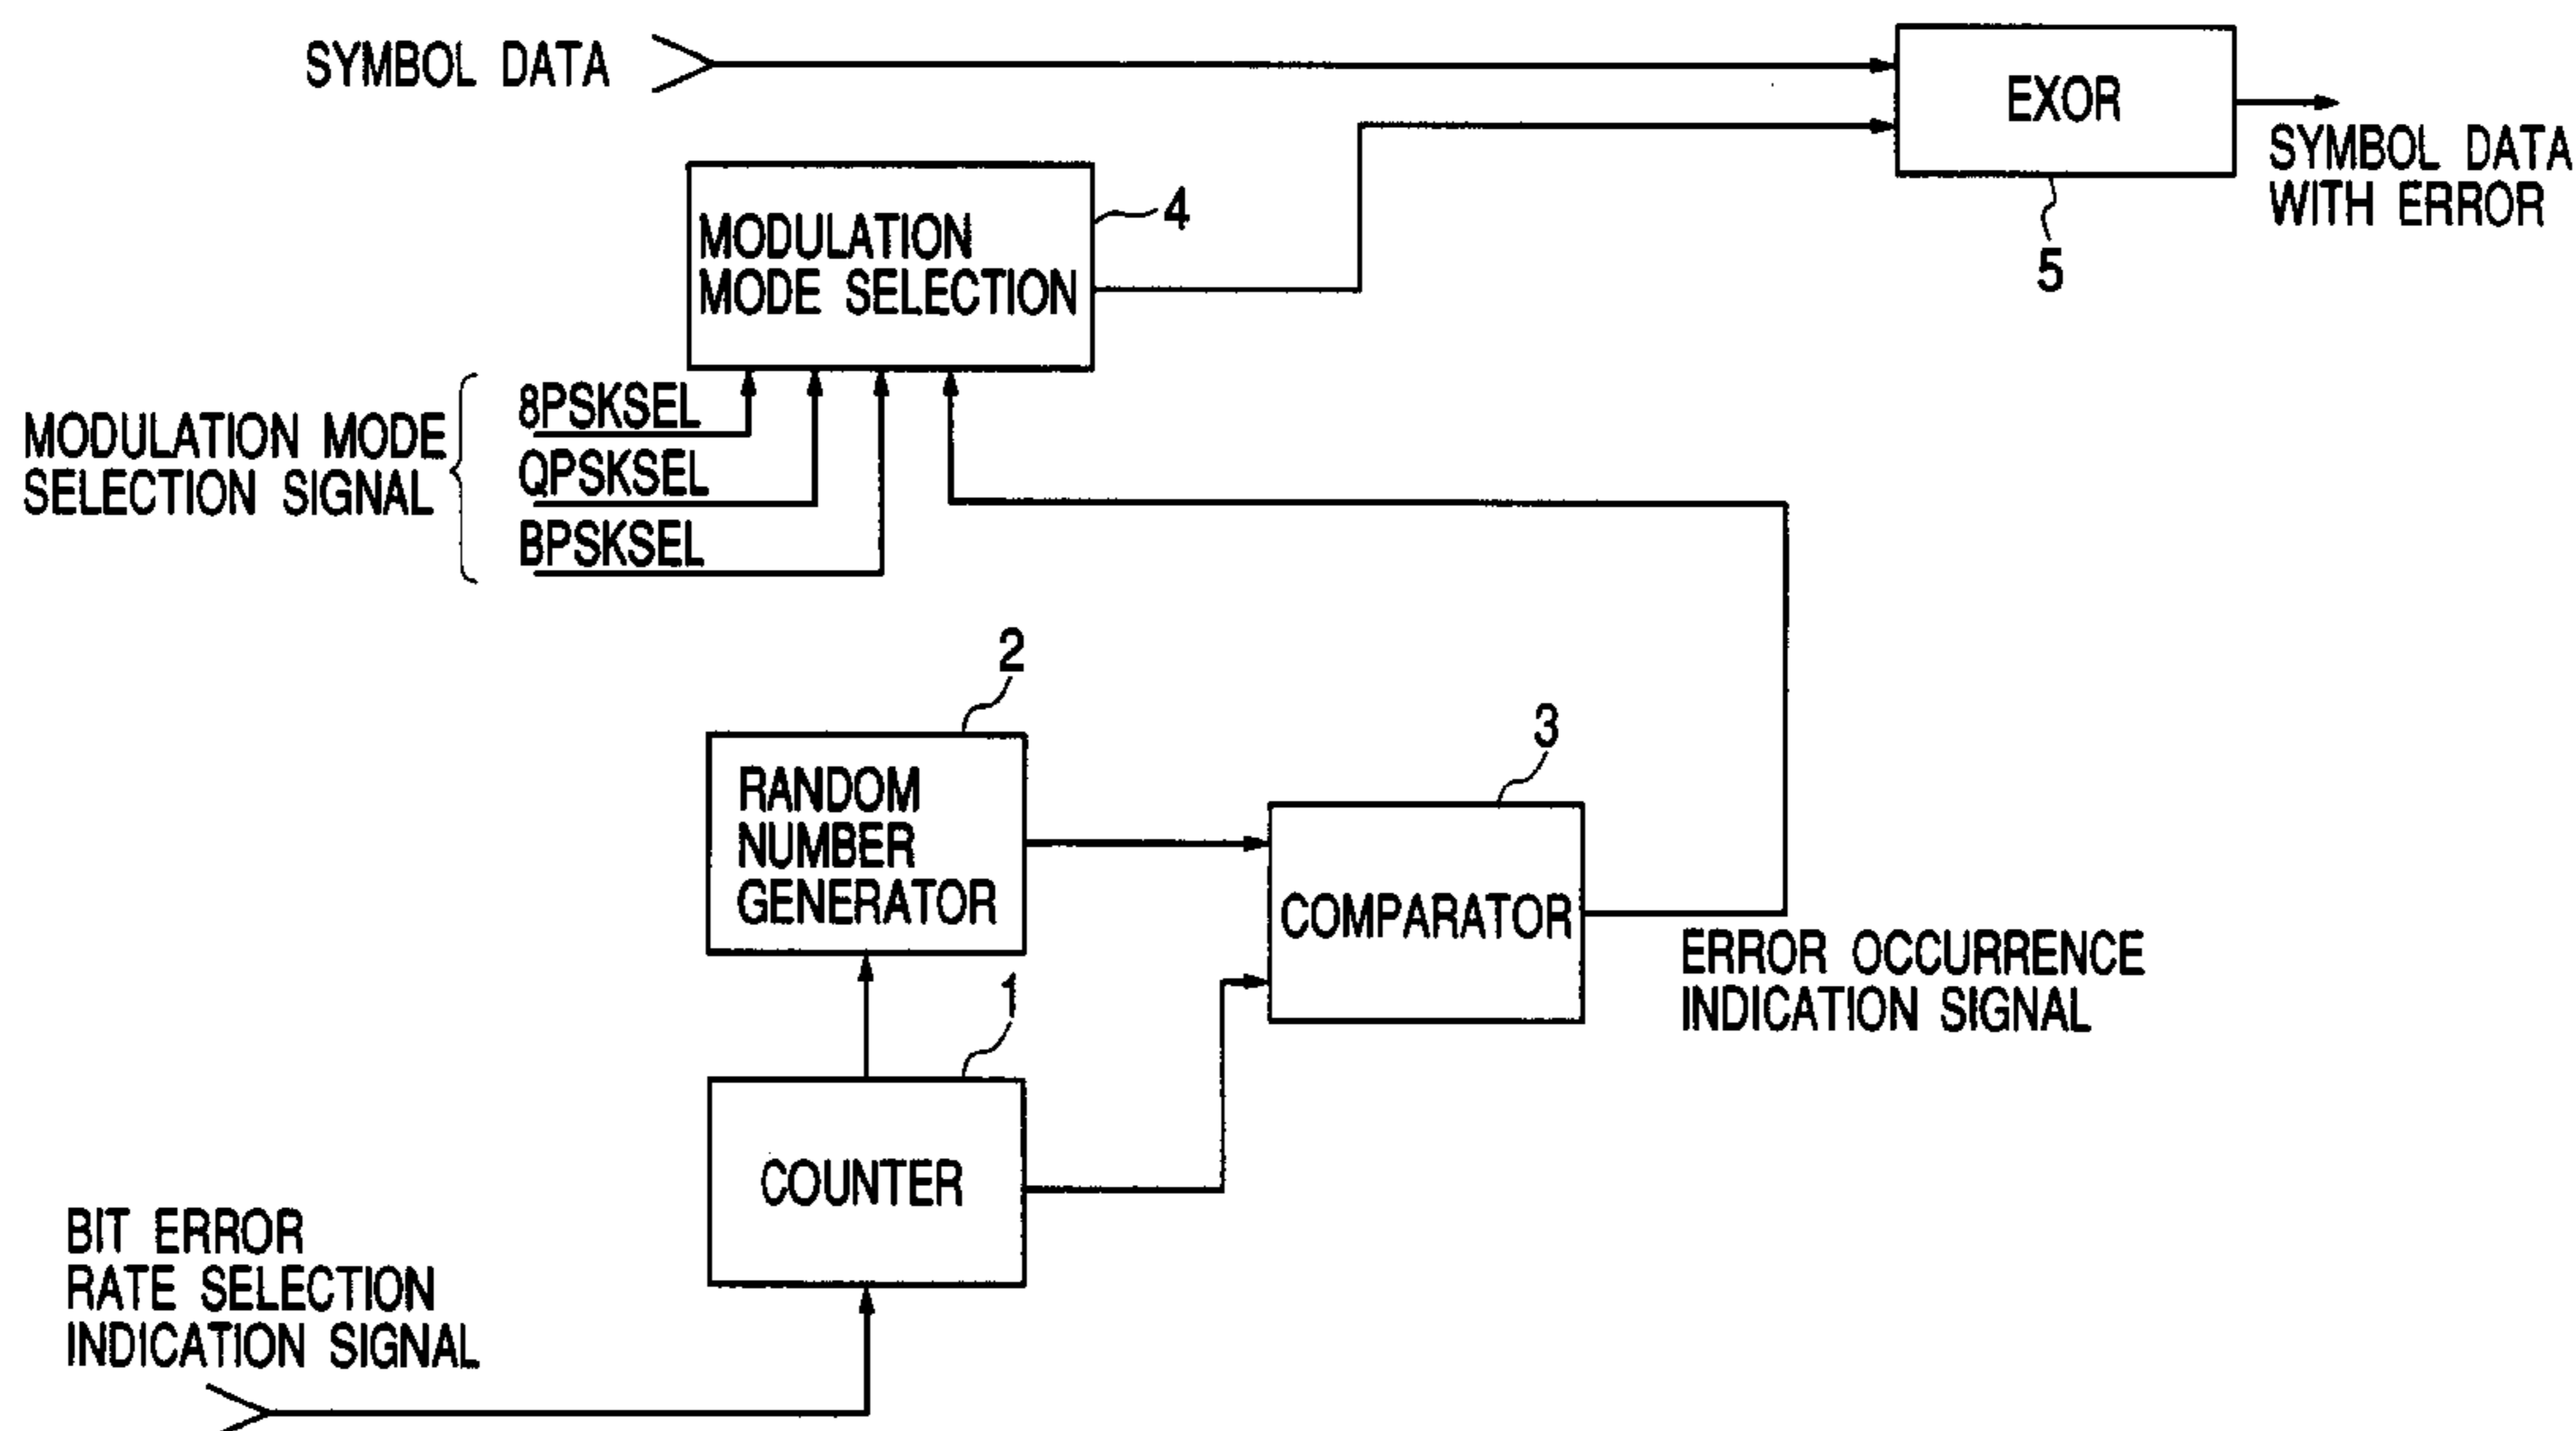 SYMBOL DATA
EXOR
SYMBOL DATA
WITH ERROR
5
MODULATION
MODE SELECTION
4
MODULATION MODE
SELECTION SIGNAL
8PSKSEL
QPSKSEL
BPSKSEL
2
RANDOM
NUMBER
GENERATOR
3
COMPARATOR
ERROR OCCURRENCE
INDICATION SIGNAL
1
COUNTER
BIT ERROR
RATE SELECTION
INDICATION SIGNAL